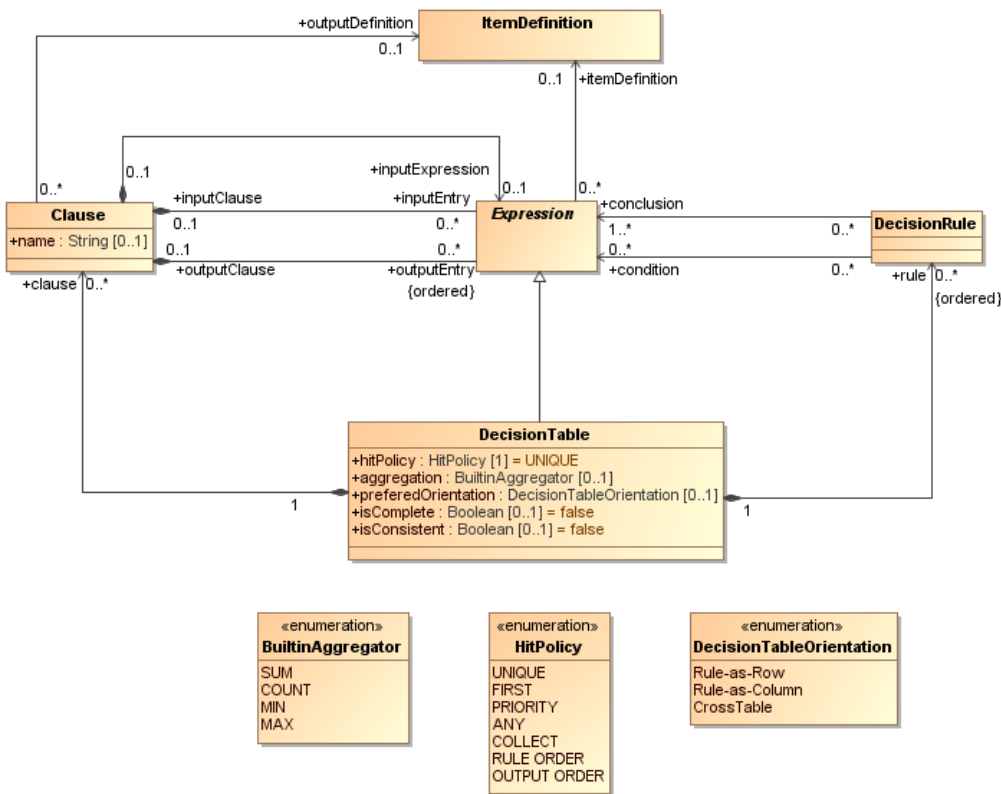 +outputDefinition
0..1
ItemDefinition
0..1
+itemDefinition
0..1
+inputExpression
0..*
0..1
0..*
Clause
+name : String [0..1]
+inputClause
0..1
+inputEntry
0..*
0..1
+outputClause
0..*
+outputEntry
{ordered}
Expression
+conclusion
1..*
0..*
0..*
+condition
0..*
DecisionRule
+clause
0..*
+rule
0..*
{ordered}
DecisionTable
+hitPolicy : HitPolicy [1] = UNIQUE
+aggregation : BuiltinAggregator [0..1]
+preferedOrientation : DecisionTableOrientation [0..1]
+isComplete : Boolean [0..1] = false
+isConsistent : Boolean [0..1] = false
1
1
«enumeration»
BuiltinAggregator
SUM
COUNT
MIN
MAX
«enumeration»
HitPolicy
UNIQUE
FIRST
PRIORITY
ANY
COLLECT
RULE ORDER
OUTPUT ORDER
«enumeration»
DecisionTableOrientation
Rule-as-Row
Rule-as-Column
CrossTable